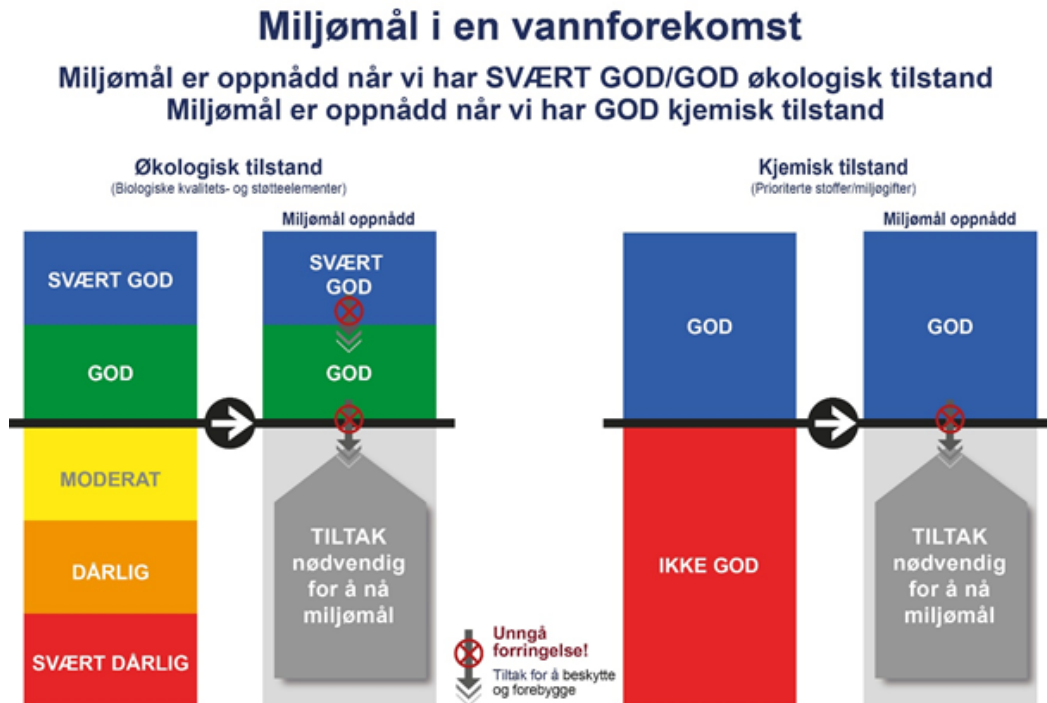 Miljømål i en vannforekomst
Miljømål er oppnådd når vi har SVÆRT GOD/GOD økologisk tilstand
Miljømål er oppnådd når vi har GOD kjemisk tilstand
Økologisk tilstand
(Biologiske kvalitets- og støtteelementer)
Miljømål oppnådd
SVÆRT GOD
GOD
MODERAT
DÅRLIG
SVÆRT DÅRLIG
SVÆRT
GOD
GOD
TILTAK
nødvendig
for å nå
miljømål
Unngå
forringelse!
Tiltak for å beskytte
og forebygge
Kjemisk tilstand
(Prioriterte stoffer/miljøgifter)
Miljømål oppnådd
GOD
IKKE GOD
GOD
TILTAK
nødvendig
for å nå
miljømål